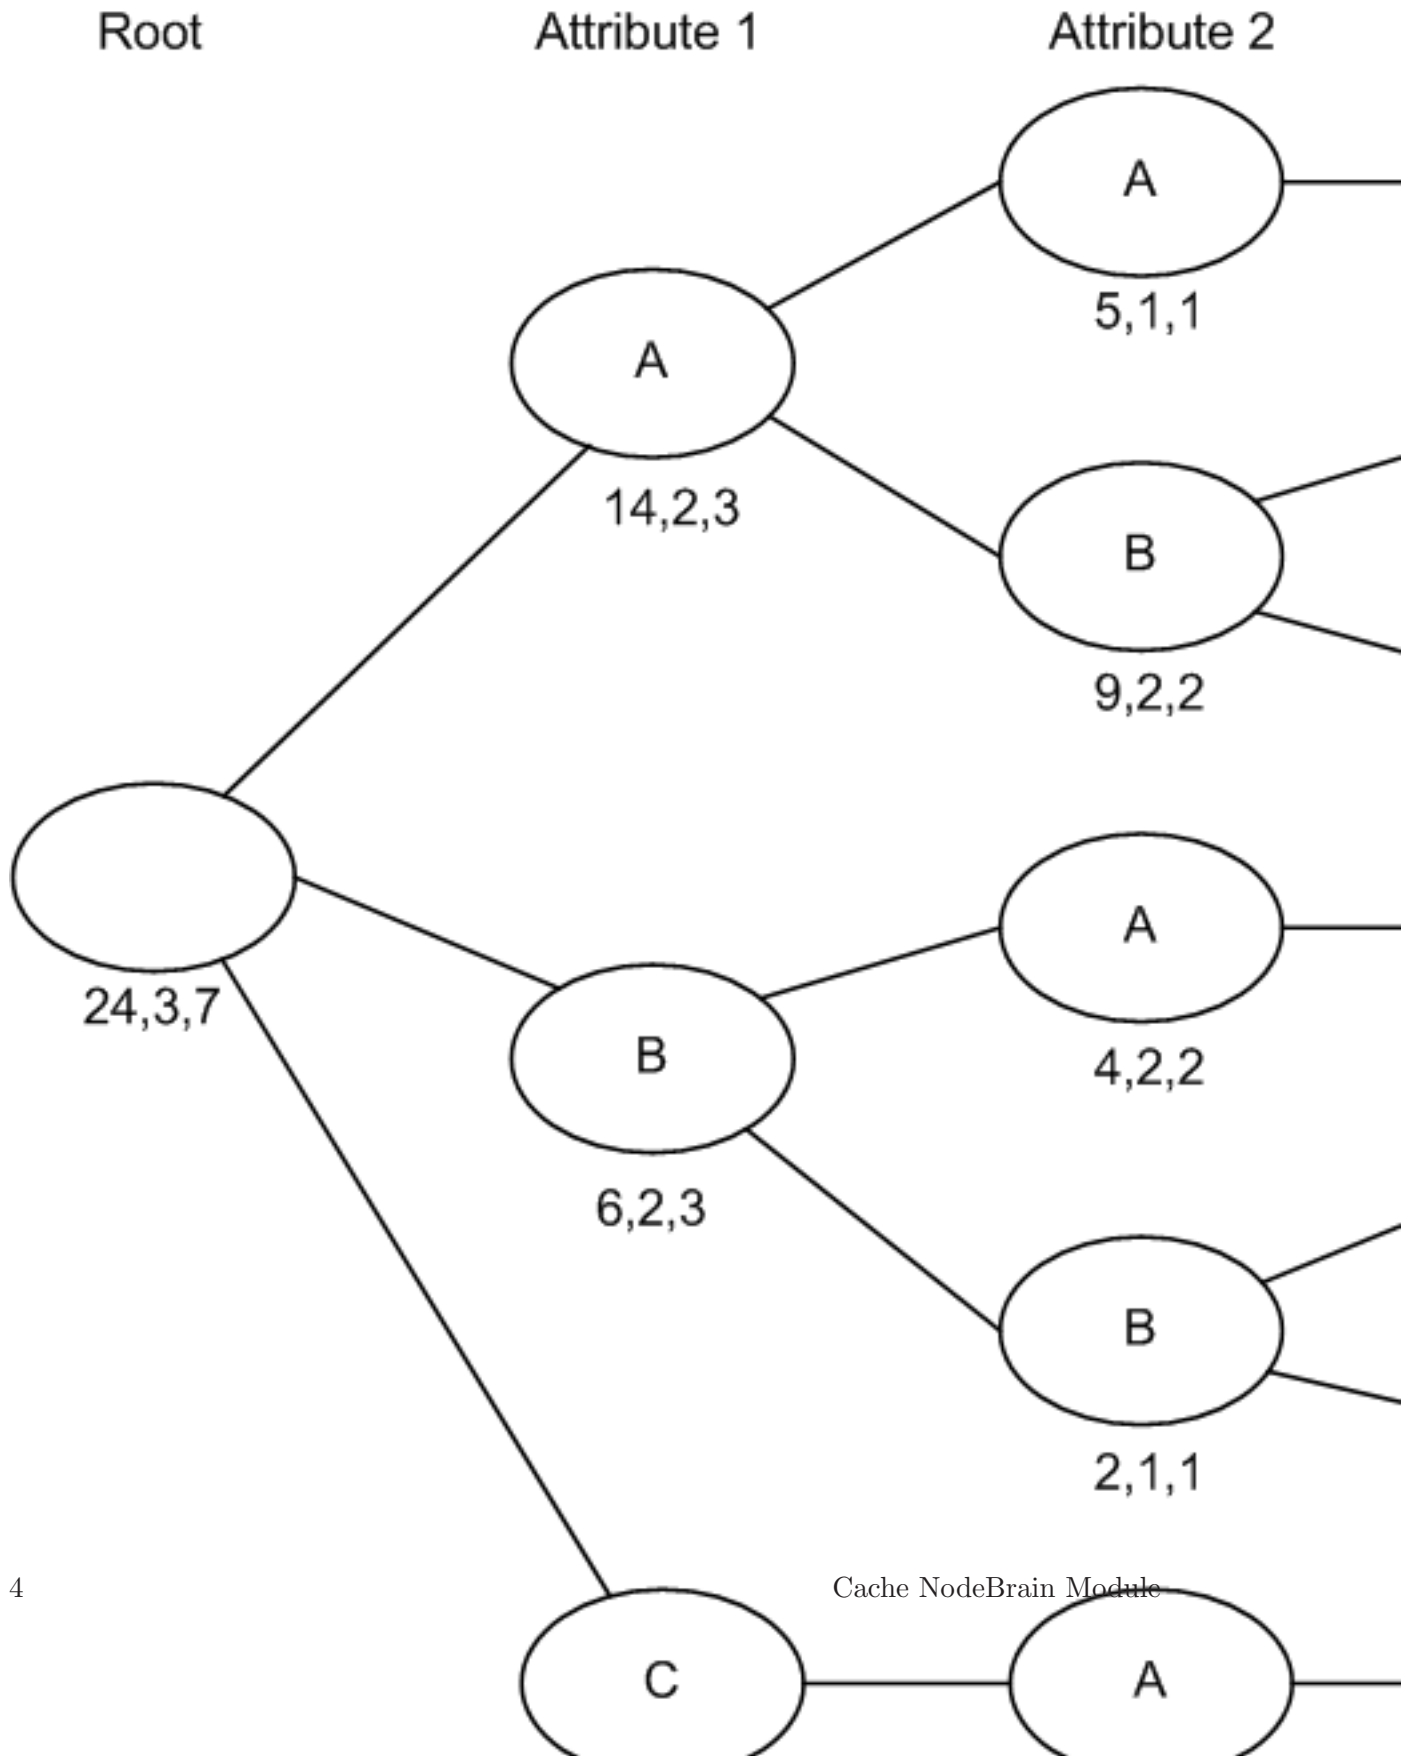 Root Attribute 1 Attribute 2
A
5,1,1
A
14,2,3
B
9,2,2
24,3,7
A
4,2,2
B
6,2,3
B
2,1,1
4 Cache NodeBrain Module
C A